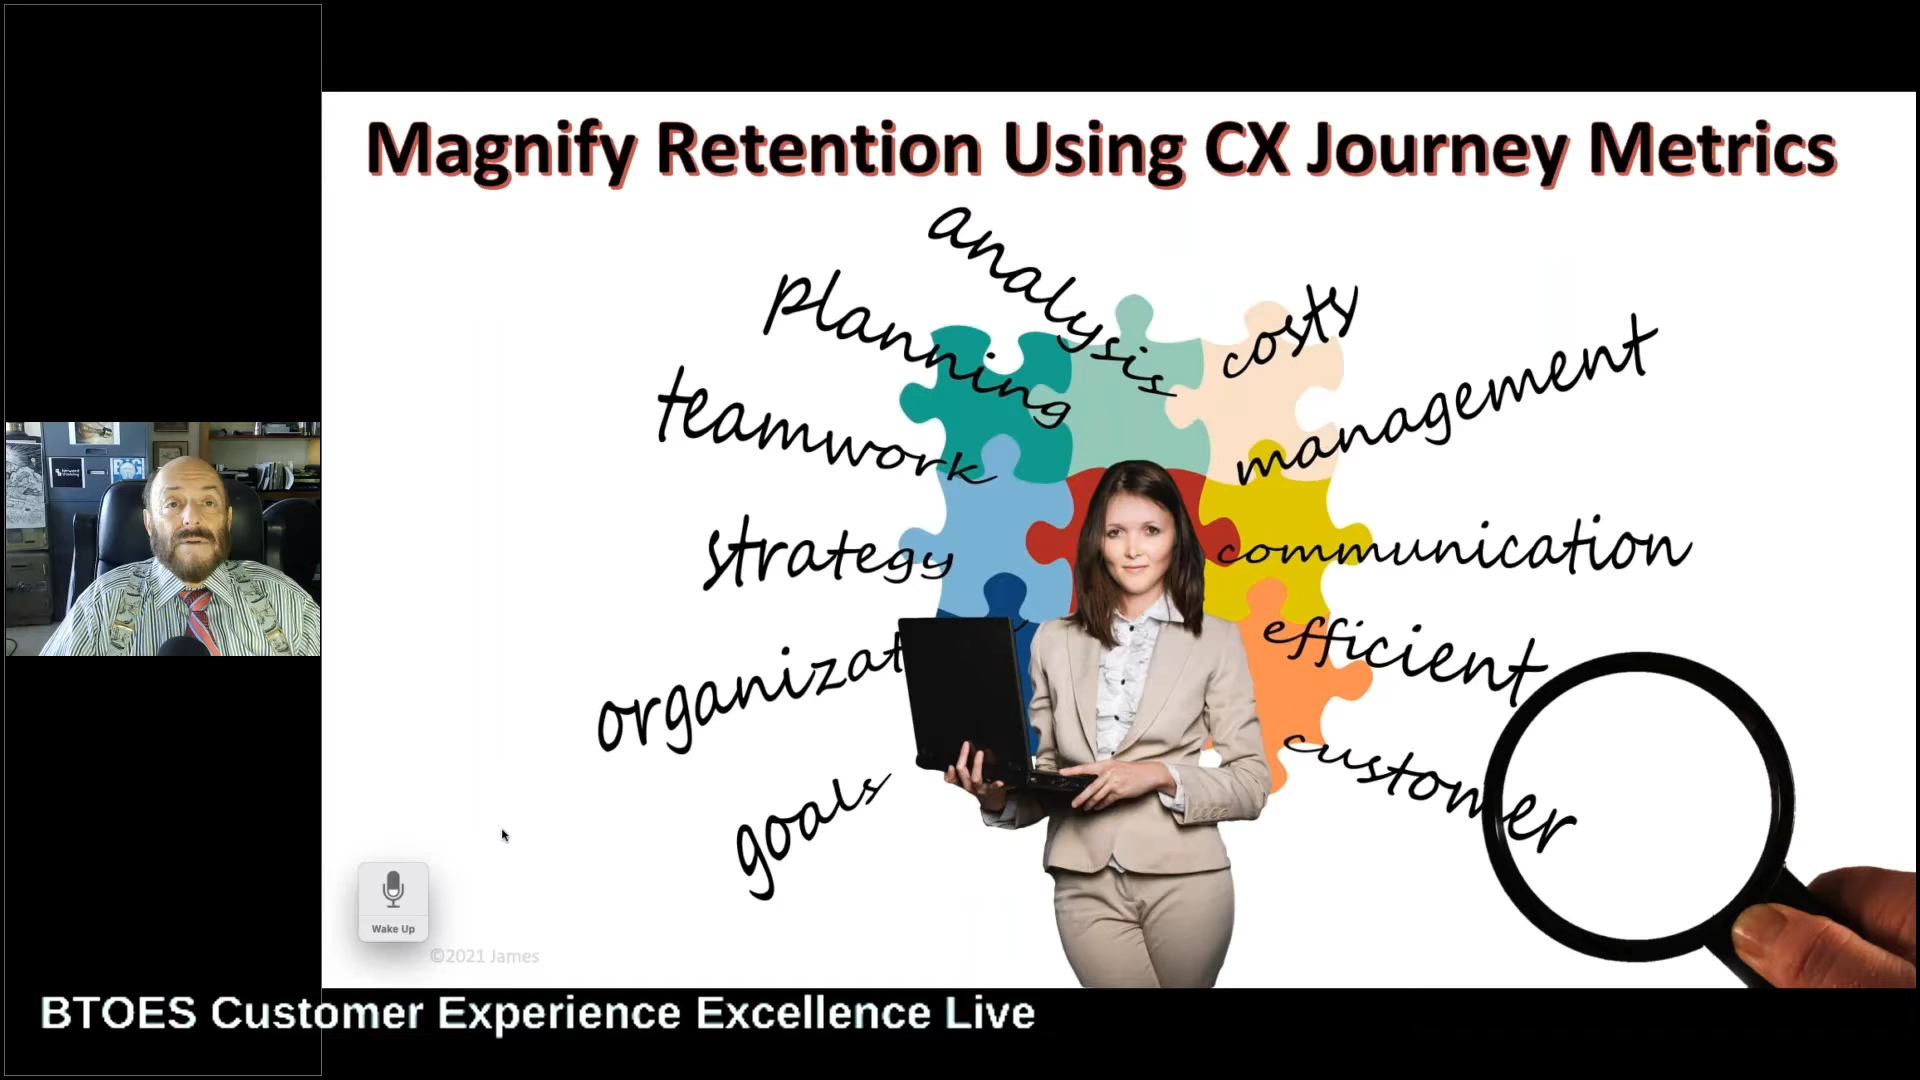 Magnify Retention Using CX Journey Metrics
analysis
planning
costy
teamwork
management
strategy
communication
organizat
efficient
goals
customer
Wake Up
©2021 James
BTOES Customer Experience Excellence Live